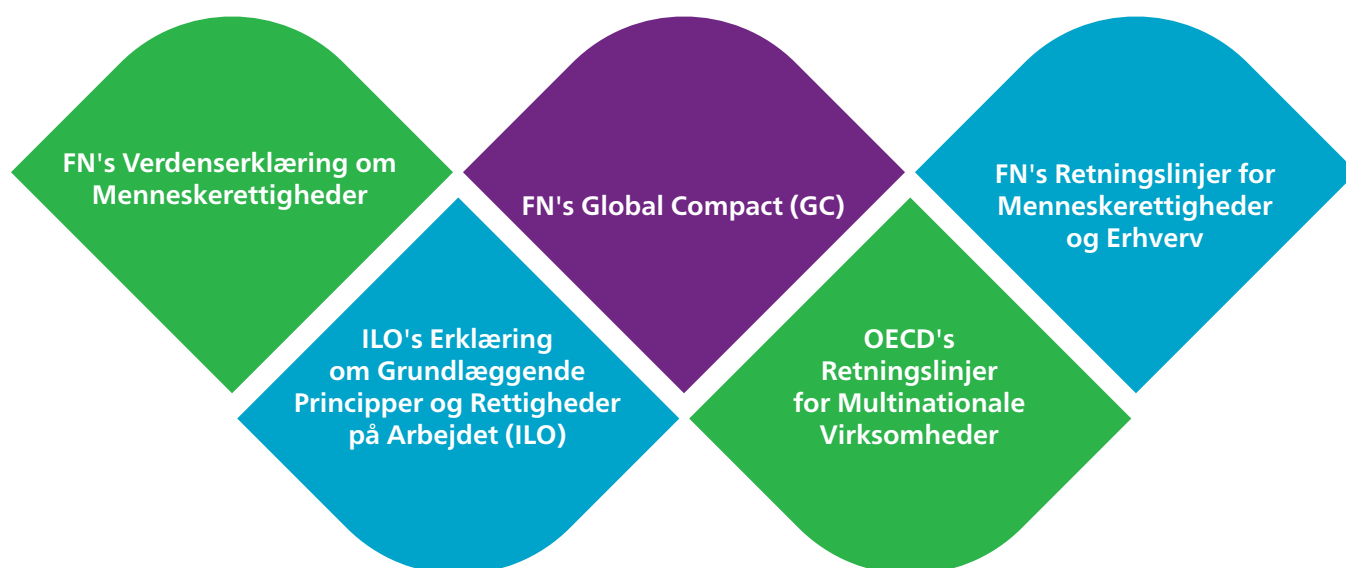 FN's Verdenserklæring om
Menneskerettigheder
ILO's Erklæring
om Grundlæggende
Principper og Rettigheder
på Arbejdet (ILO)
FN's Global Compact (GC)
OECD's
Retningslinjer
for Multinationale
Virksomheder
FN's Retningslinjer for
Menneskerettigheder
og Erhverv